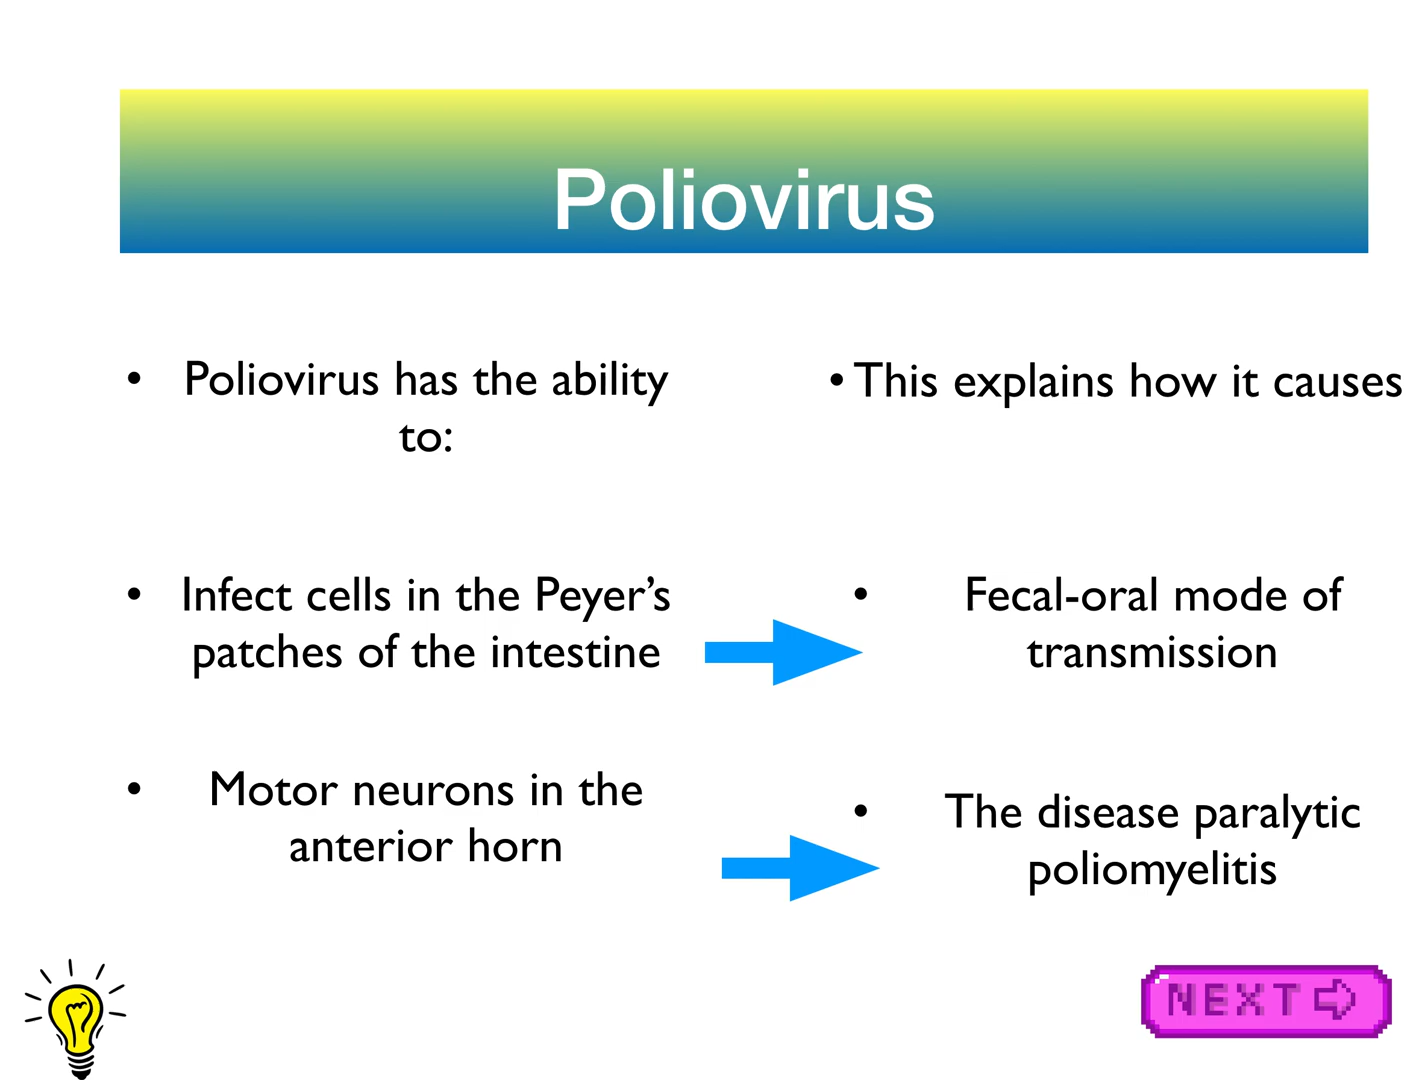 Poliovirus
• Poliovirus has the ability
to:
• This explains how it causes
• Infect cells in the Peyer’s
patches of the intestine
• Fecal-oral mode of
transmission
• Motor neurons in the
anterior horn
• The disease paralytic
poliomyelitis
NEXT